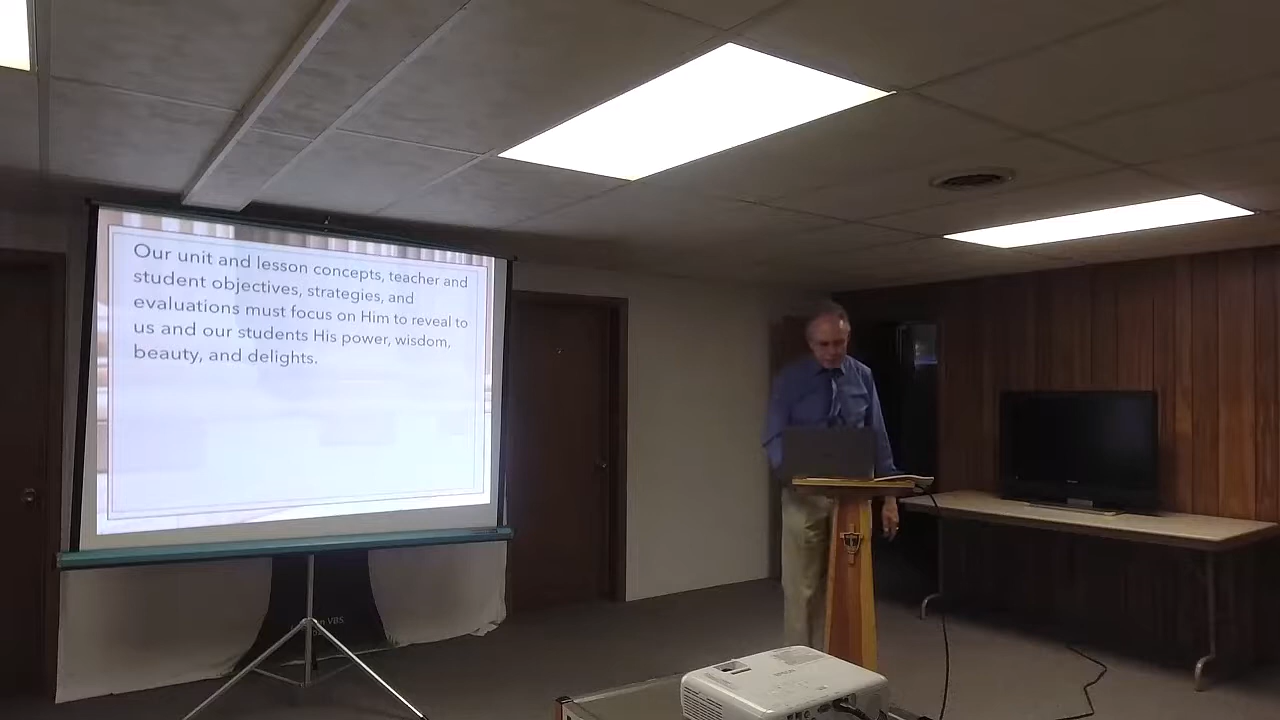 Our unit and lesson concepts, teacher and
student objectives, strategies, and
evaluations must focus on Him to reveal to
us and our students His power, wisdom,
beauty, and delights.
VBS